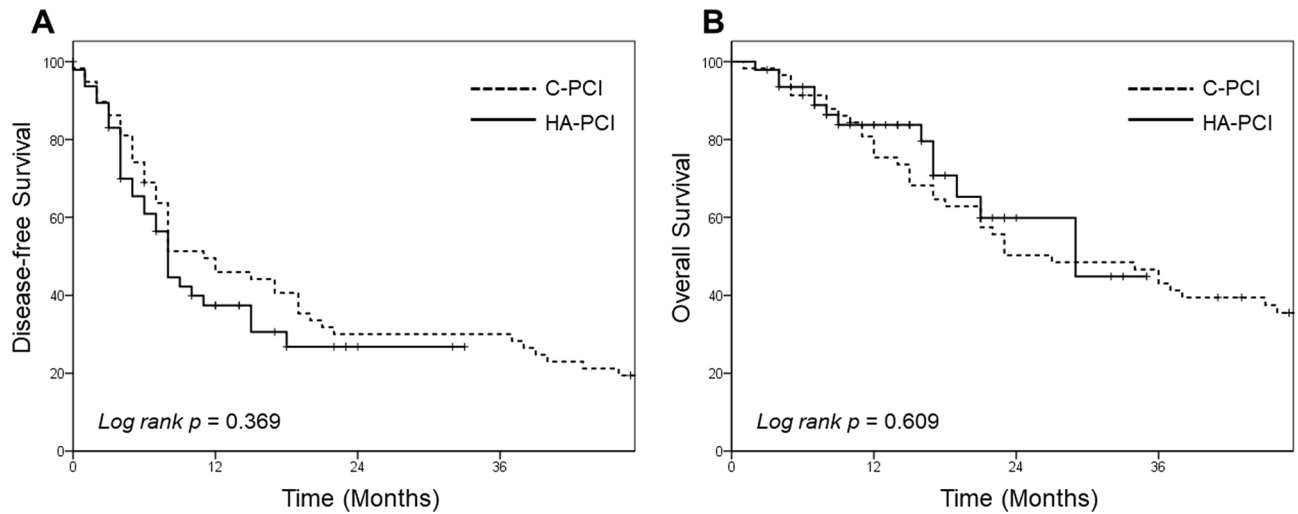 A
Disease-free Survival
100
80
60
40
20
0
0
12
24
36
C-PCI
HA-PCI
Log rank p = 0.369
Time (Months)
B
Overall Survival
100
80
60
40
20
0
0
12
24
36
C-PCI
HA-PCI
Log rank p = 0.609
Time (Months)